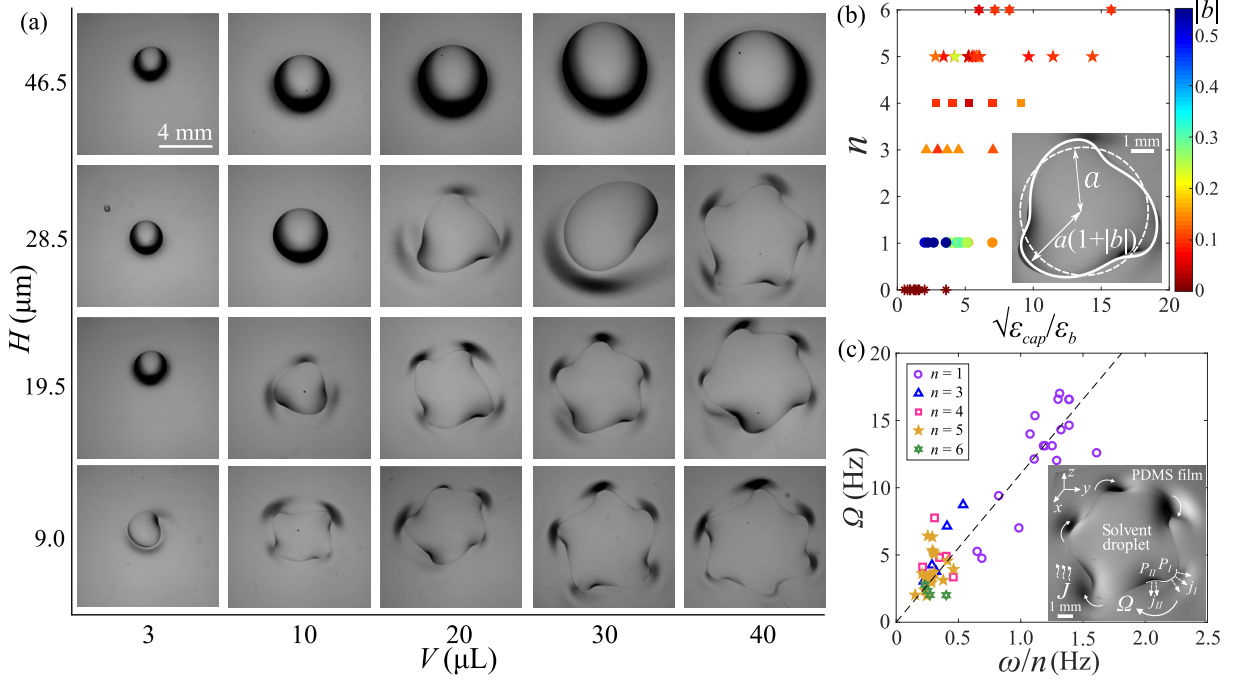 (a)
46.5
28.5
19.5
9.0
H (μm)
4 mm
3 10 20 30 40
V (μL)
(b)
n
6
5
4
3
2
1
0
0 5 10 15 20
√ε_cap/ε_b
|b|
0.5
0.4
0.3
0.2
0.1
0
1 mm
a
a(1+|b|)
(c)
Ω (Hz)
20
15
10
5
0
0 0.5 1.0 1.5 2.0 2.5
ω/n (Hz)
n = 1
n = 3
n = 4
n = 5
n = 6
z
y
x
PDMS film
Solvent
droplet
P_II P_I
j_I
j_II
J
Ω
1 mm